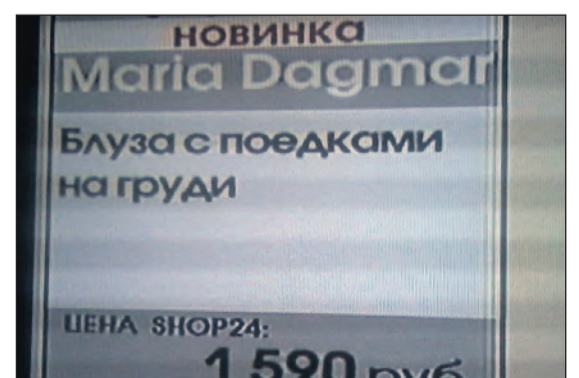 новинка
Maria Dagmar
Блуза с поедками
на груди
ЦЕНА SHOP24:
1 590 руб